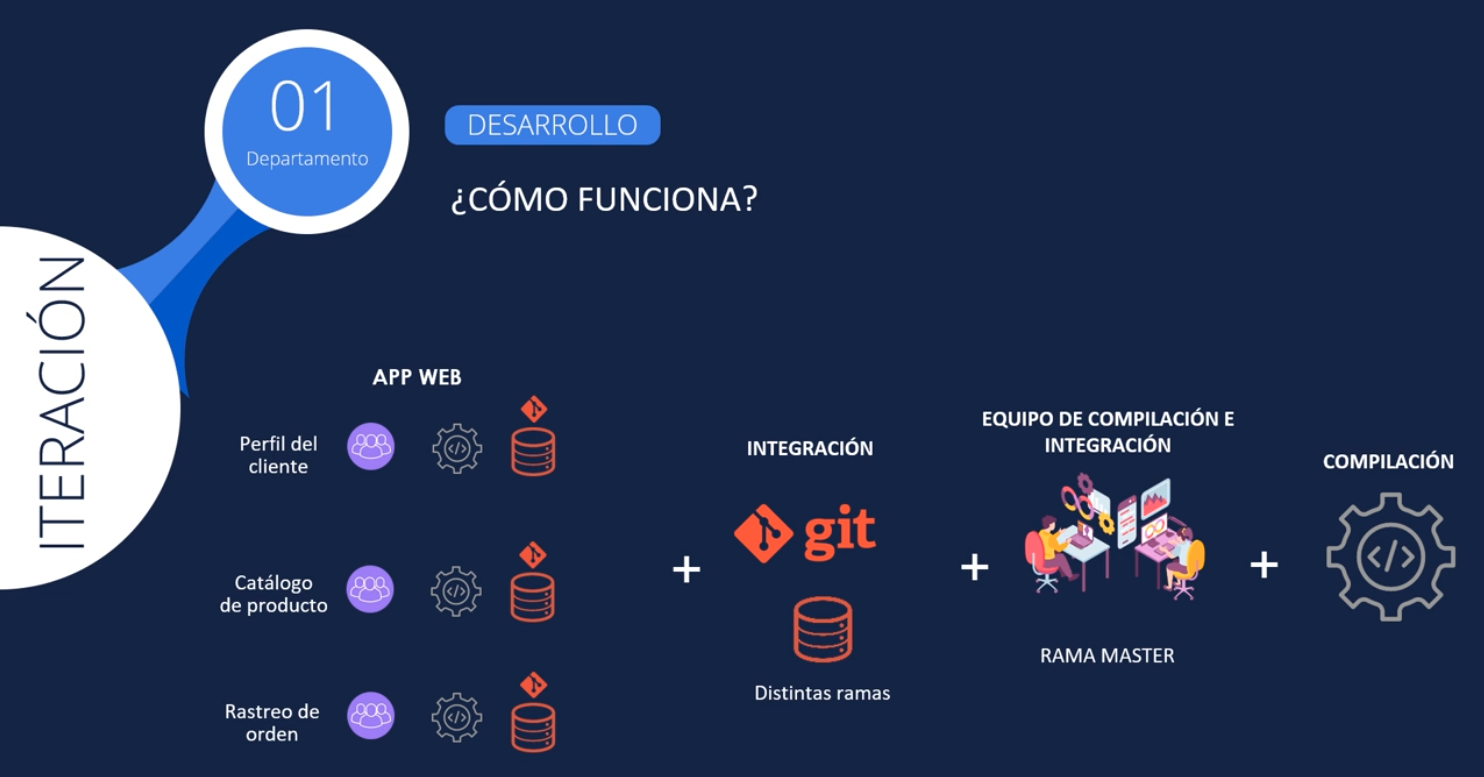 01
Departamento
DESARROLLO
¿CÓMO FUNCIONA?
ITERACIÓN
APP WEB
Perfil del
cliente
Catálogo
de producto
Rastreo de
orden
+
INTEGRACIÓN
git
Distintas ramas
+
EQUIPO DE COMPILACIÓN E
INTEGRACIÓN
RAMA MASTER
+
COMPILACIÓN